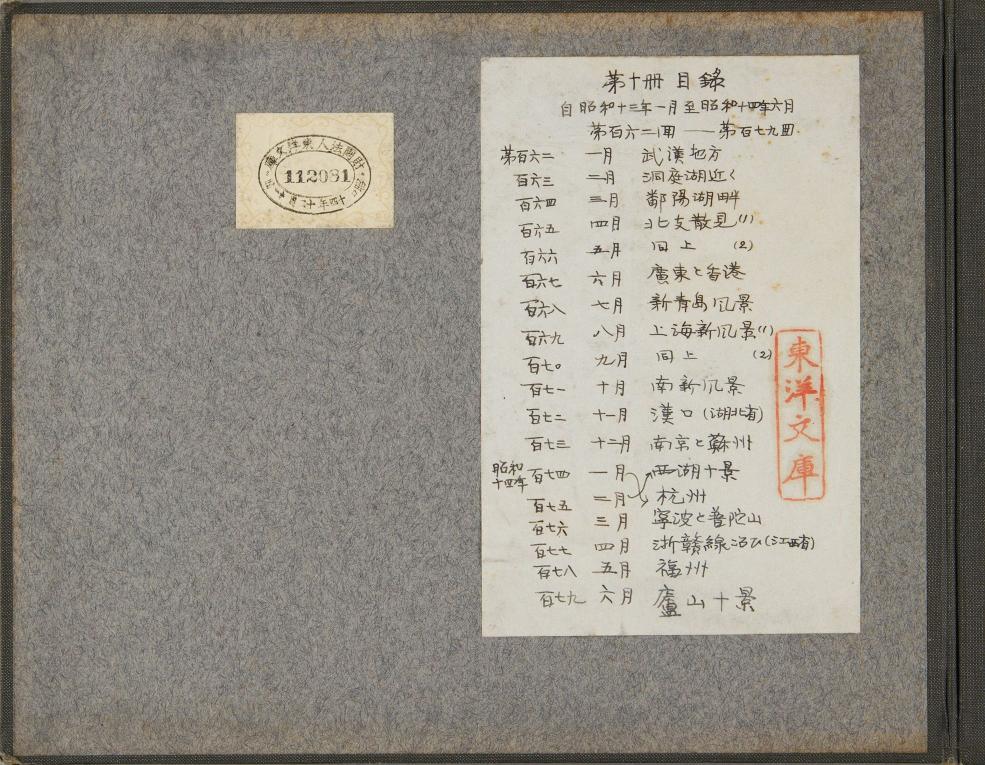 財團法人東洋文庫
112081
昭和十四年十二月十一日
第十冊 目錄
自昭和十三年一月至昭和十四年六月
第百六二囬——第百七九囬
第百六二 一月 武漢地方
百六三 二月 洞庭湖近く
百六四 三月 鄱陽湖畔
百六五 四月 北支散見(1)
百六六 五月 同上 (2)
百六七 六月 廣東と香港
百六八 七月 新青島風景
百六九 八月 上海新風景(1)
百七〇 九月 同上 (2)
百七一 十月 南新風景
百七二 十一月 漢口(湖北省)
百七三 十二月 南京と蘇州
昭和十四年 百七四 一月 西湖十景
百七五 二月 杭州
百七六 三月 寧波と普陀山
百七七 四月 浙贛線沿ひ(江西省)
百七八 五月 福州
百七九 六月 廬山十景
東洋文庫